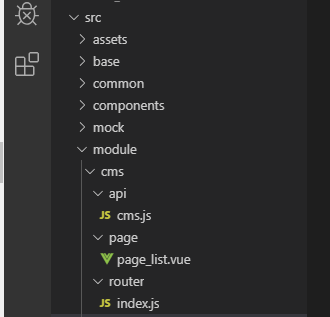 src
assets
base
common
components
mock
module
cms
api
JS cms.js
page
page_list.vue
router
JS index.js